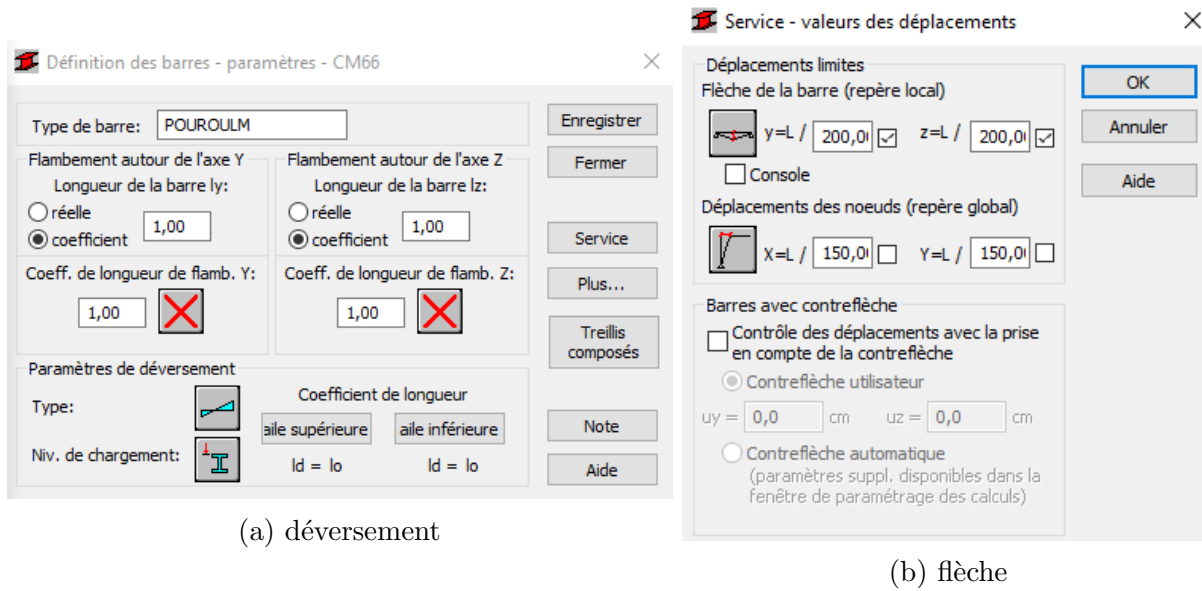 Définition des barres - paramètres - CM66
Type de barre: POUROULM
Enregistrer
Flambement autour de l'axe Y
Flambement autour de l'axe Z
Fermer
Longueur de la barre ly:
Longueur de la barre lz:
réelle
coefficient
1,00
réelle
coefficient
1,00
Service
Coeff. de longueur de flamb. Y:
Coeff. de longueur de flamb. Z:
Plus...
1,00
1,00
Treillis
composés
Paramètres de déversement
Type:
Coefficient de longueur
aile supérieure
aile inférieure
Note
Niv. de chargement:
ld = lo
ld = lo
Aide
(a) déversement
Service - valeurs des déplacements
Déplacements limites
OK
Flèche de la barre (repère local)
y=L / 200,0 z=L / 200,0
Annuler
Console
Aide
Déplacements des noeuds (repère global)
X=L / 150,0 Y=L / 150,0
Barres avec contreflèche
Contrôle des déplacements avec la prise
en compte de la contreflèche
Contreflèche utilisateur
uy = 0,0 cm uz = 0,0 cm
Contreflèche automatique
(paramètres suppl. disponibles dans la
fenêtre de paramétrage des calculs)
(b) flèche